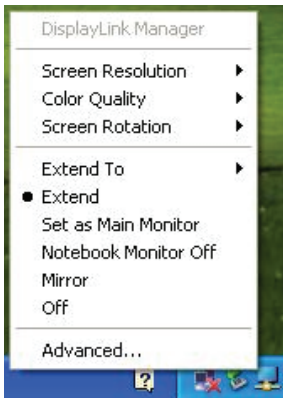 DisplayLink Manager
Screen Resolution
Color Quality
Screen Rotation
Extend To
Extend
Set as Main Monitor
Notebook Monitor Off
Mirror
Off
Advanced...
?